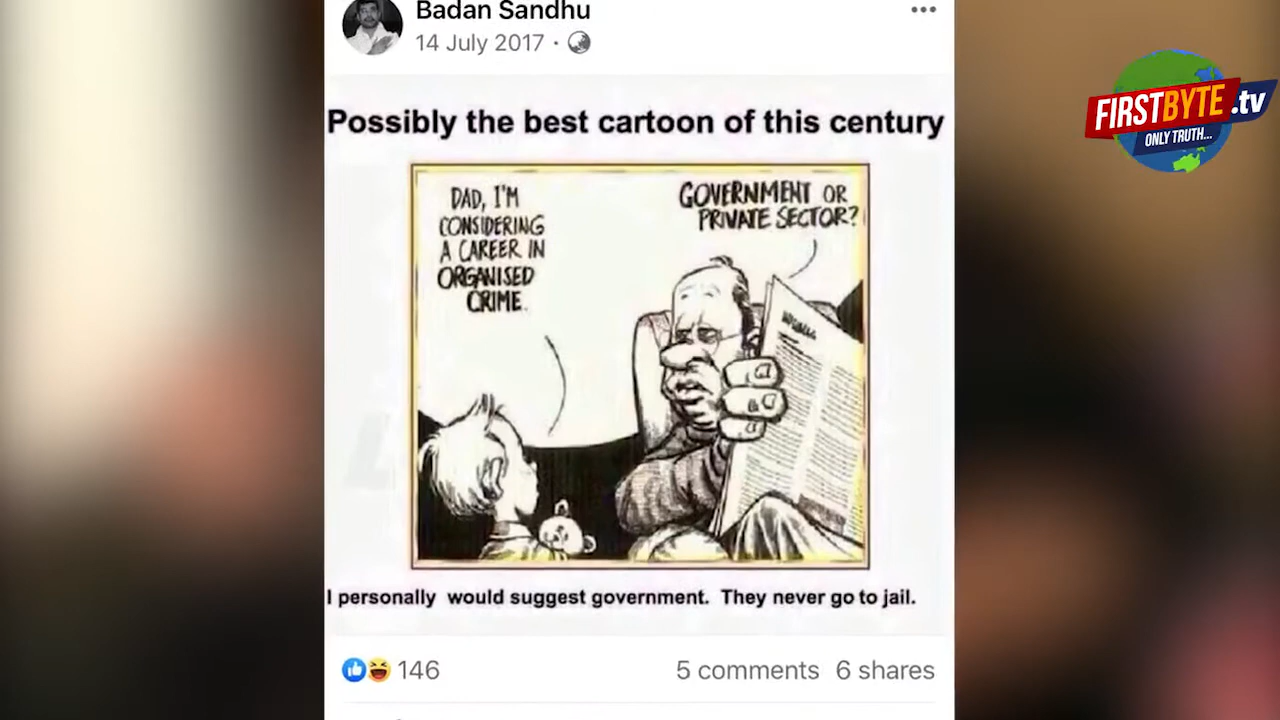 Badan Sandhu
14 July 2017 ·
FIRSTBYTE.tv
ONLY TRUTH...
Possibly the best cartoon of this century
DAD, I'M
CONSIDERING
A CAREER IN
ORGANISED
CRIME.
GOVERNMENT OR
PRIVATE SECTOR?
I personally would suggest government. They never go to jail.
146
5 comments 6 shares